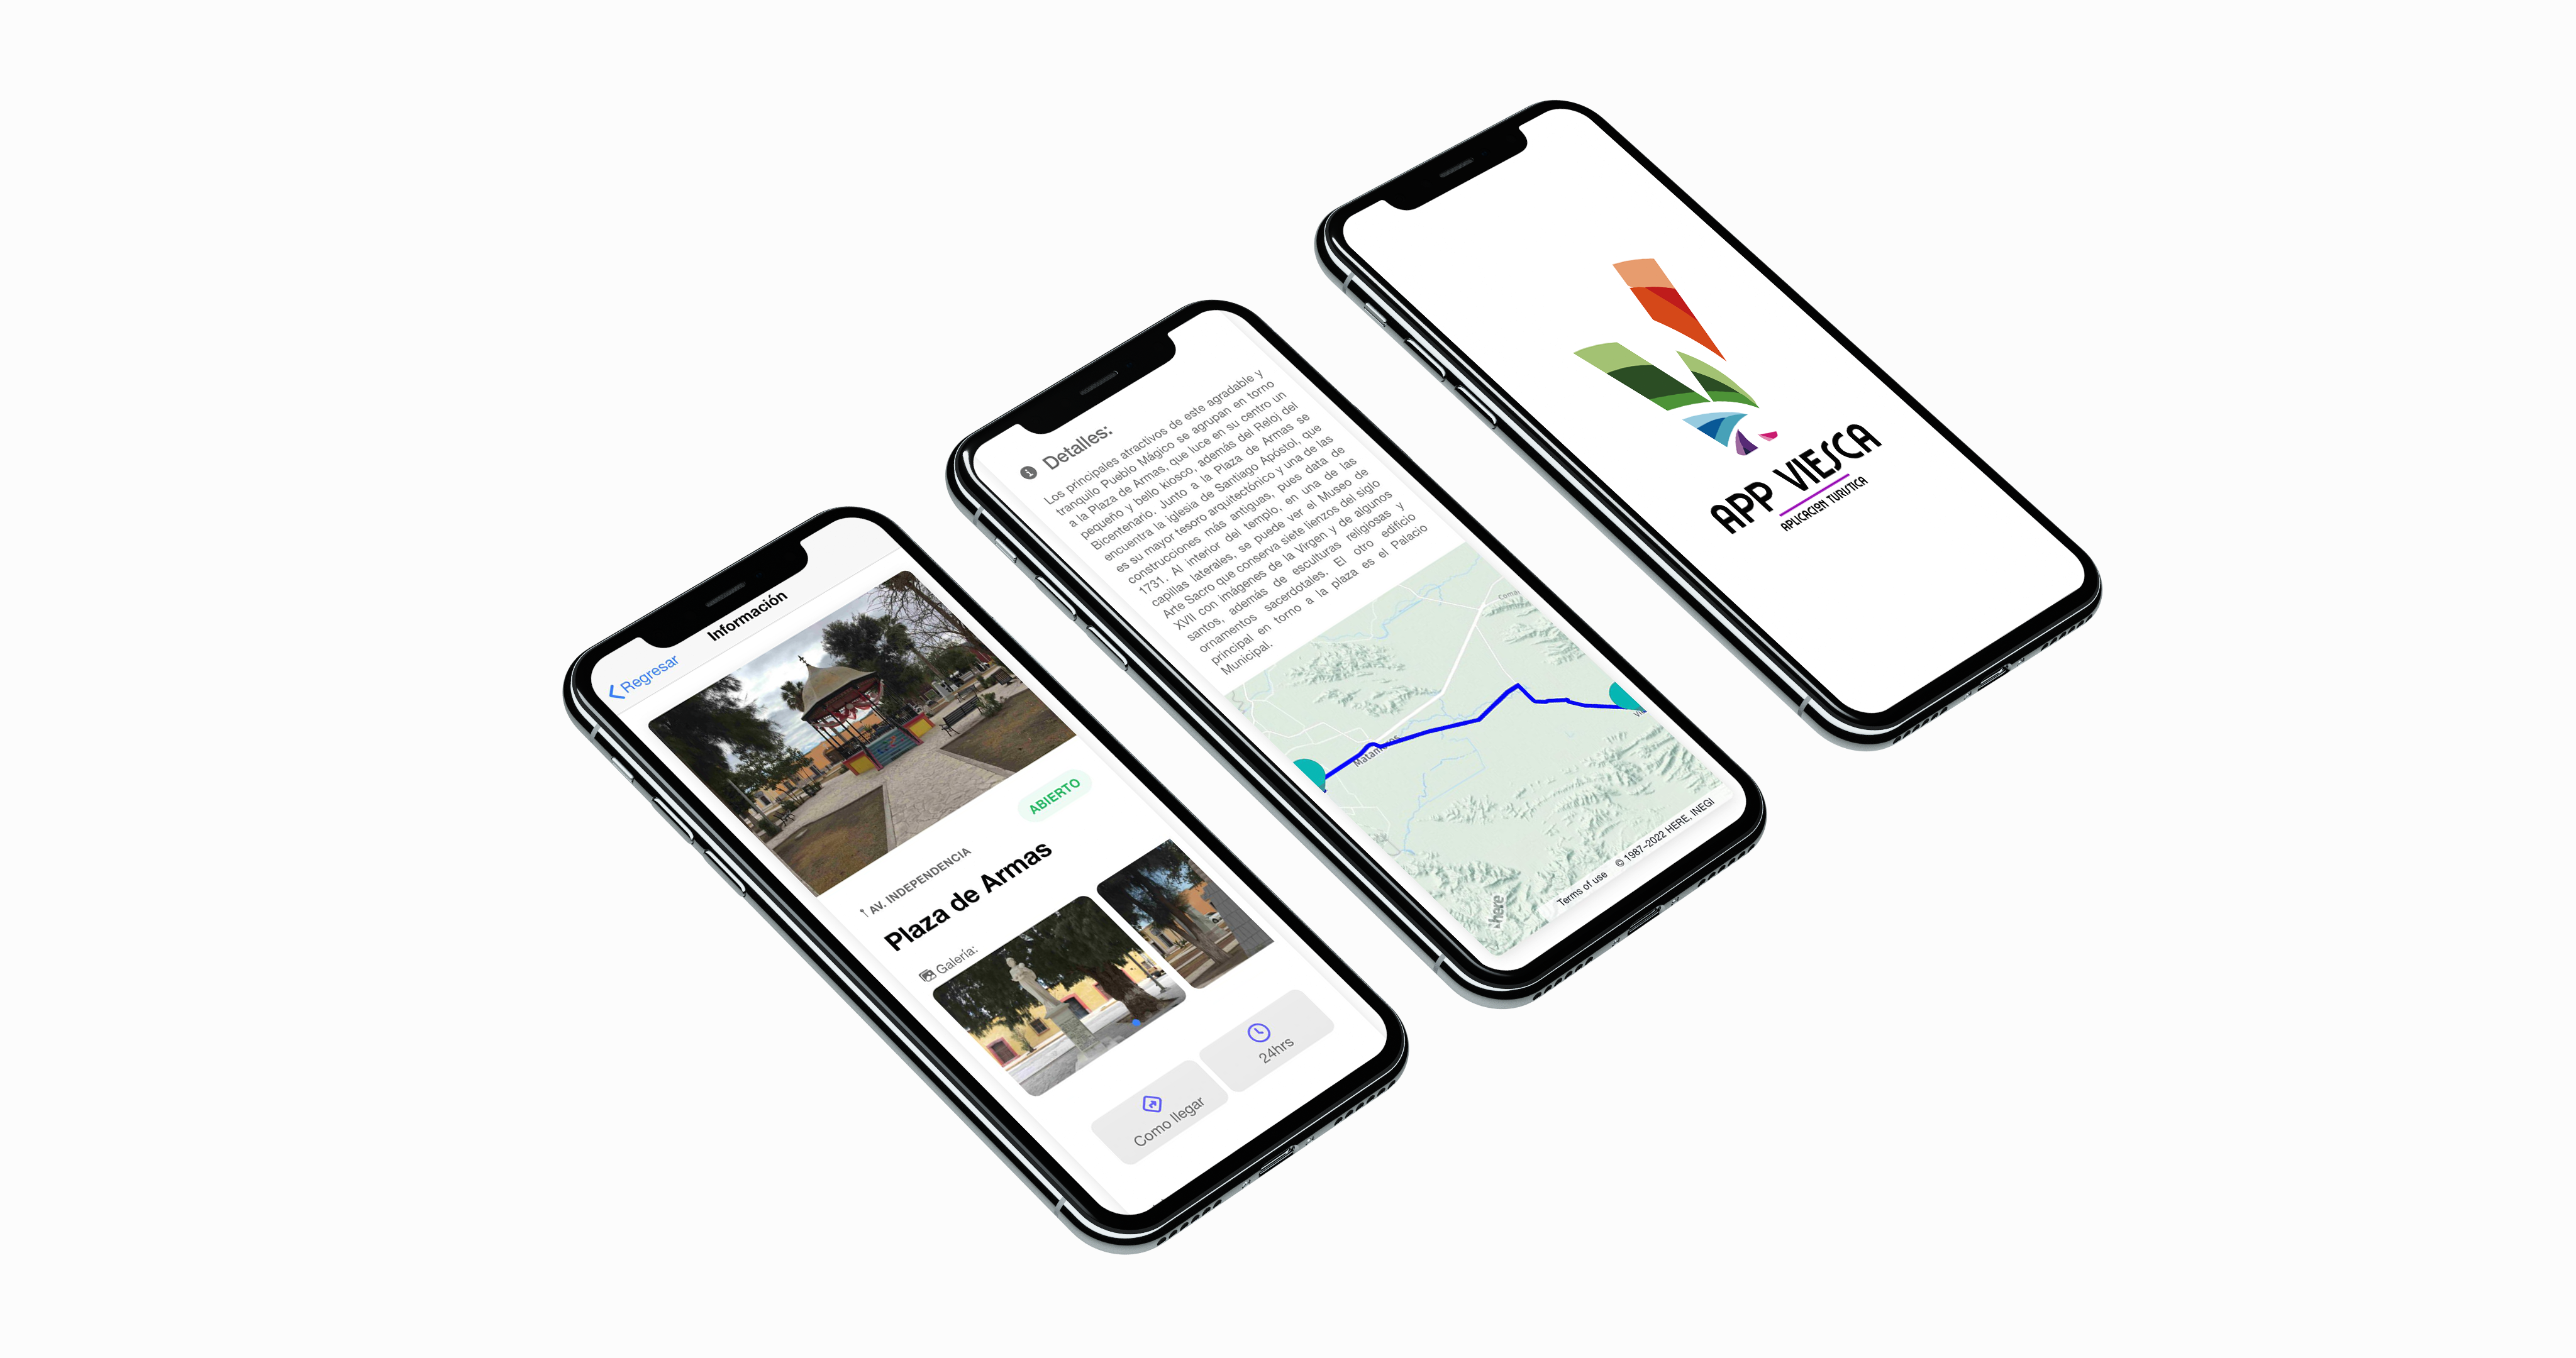 Regresar
Información
ABIERTO
AV. INDEPENDENCIA
Plaza de Armas
Galería:
Como llegar
24hrs
Detalles:
Los principales atractivos de este agradable y
tranquilo Pueblo Mágico se agrupan en torno
a la Plaza de Armas, que luce en su centro un
pequeño y bello kiosco, además del Reloj del
Bicentenario. Junto a la Plaza de Armas se
encuentra la iglesia de Santiago Apóstol, que
es su mayor tesoro arquitectónico y una de las
construcciones más antiguas, pues data de
1731. Al interior del templo, en una de las
capillas laterales, se puede ver el Museo de
Arte Sacro que conserva siete lienzos del siglo
XVII con imágenes de la Virgen y de algunos
santos, además de esculturas religiosas y
ornamentos sacerdotales. El otro edificio
principal en torno a la plaza es el Palacio
Municipal.
Matamoros
here
Terms of use © 1987–2022 HERE, INEGI
APP VIESCA
APLICACION TURISTICA